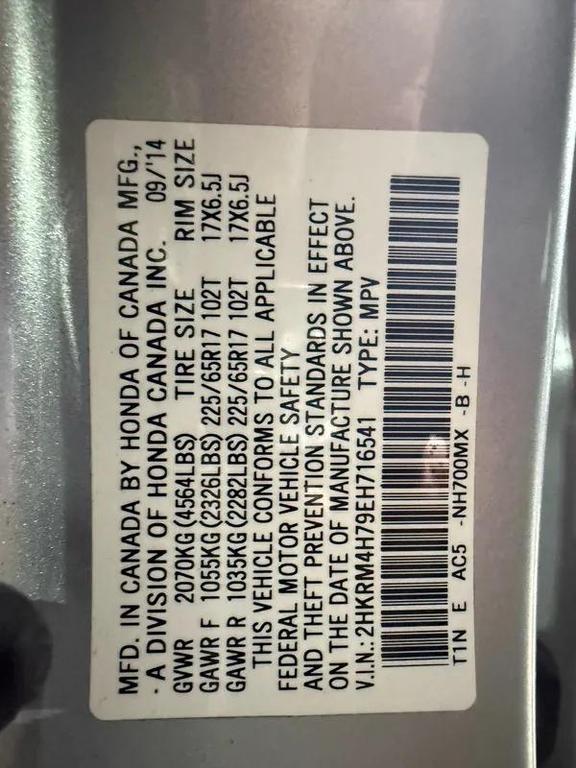 MFD. IN CANADA BY HONDA OF CANADA MFG.,
- A DIVISION OF HONDA CANADA INC. 09/'14
GVWR 2070KG(4564LBS) TIRE SIZE RIM SIZE
GAWR F 1055KG(2326LBS) 225/65R17 102T 17X6.5J
GAWR R 1035KG(2282LBS) 225/65R17 102T 17X6.5J
THIS VEHICLE CONFORMS TO ALL APPLICABLE
FEDERAL MOTOR VEHICLE SAFETY
AND THEFT PREVENTION STANDARDS IN EFFECT
ON THE DATE OF MANUFACTURE SHOWN ABOVE.
V.I.N.: 2HKRM4H79EH716541 TYPE: MPV
T1N E AC5 -NH700MX -B -H